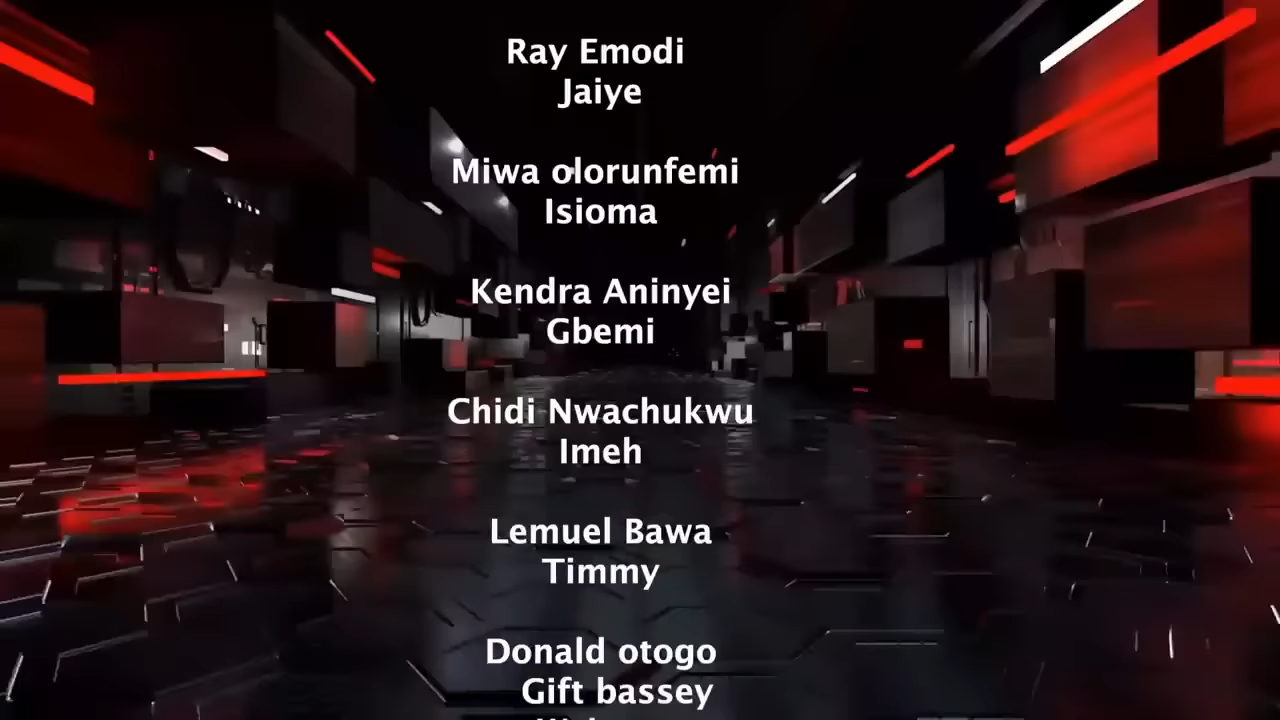 Ray Emodi
Jaiye
Miwa olorunfemi
Isioma
Kendra Aninyei
Gbemi
Chidi Nwachukwu
Imeh
Lemuel Bawa
Timmy
Donald otogo
Gift bassey